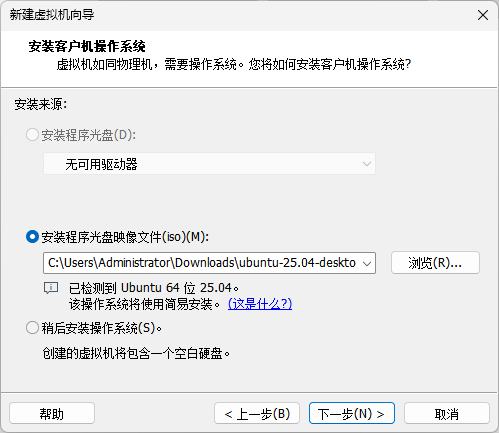 新建虚拟机向导
安装客户机操作系统
虚拟机如同物理机，需要操作系统。您将如何安装客户机操作系统?
安装来源:
安装程序光盘(D):
无可用驱动器
安装程序光盘映像文件(iso)(M):
C:\Users\Administrator\Downloads\ubuntu-25.04-deskto
浏览(R)...
已检测到 Ubuntu 64 位 25.04。
该操作系统将使用简易安装。 (这是什么?)
稍后安装操作系统(S)。
创建的虚拟机将包含一个空白硬盘。
帮助
< 上一步(B)
下一步(N) >
取消